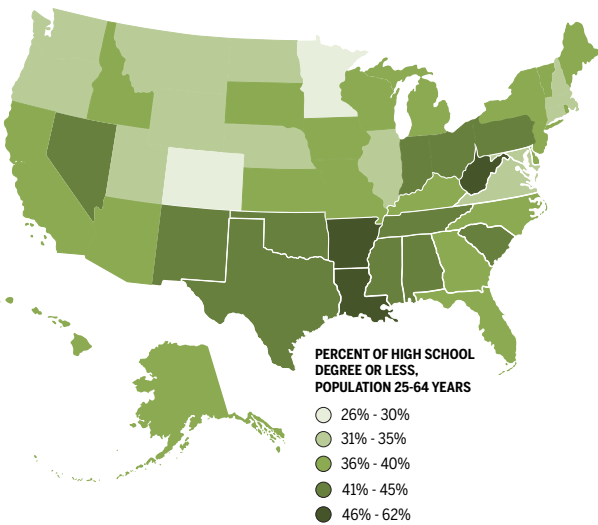 PERCENT OF HIGH SCHOOL
DEGREE OR LESS,
POPULATION 25-64 YEARS
26% - 30%
31% - 35%
36% - 40%
41% - 45%
46% - 62%